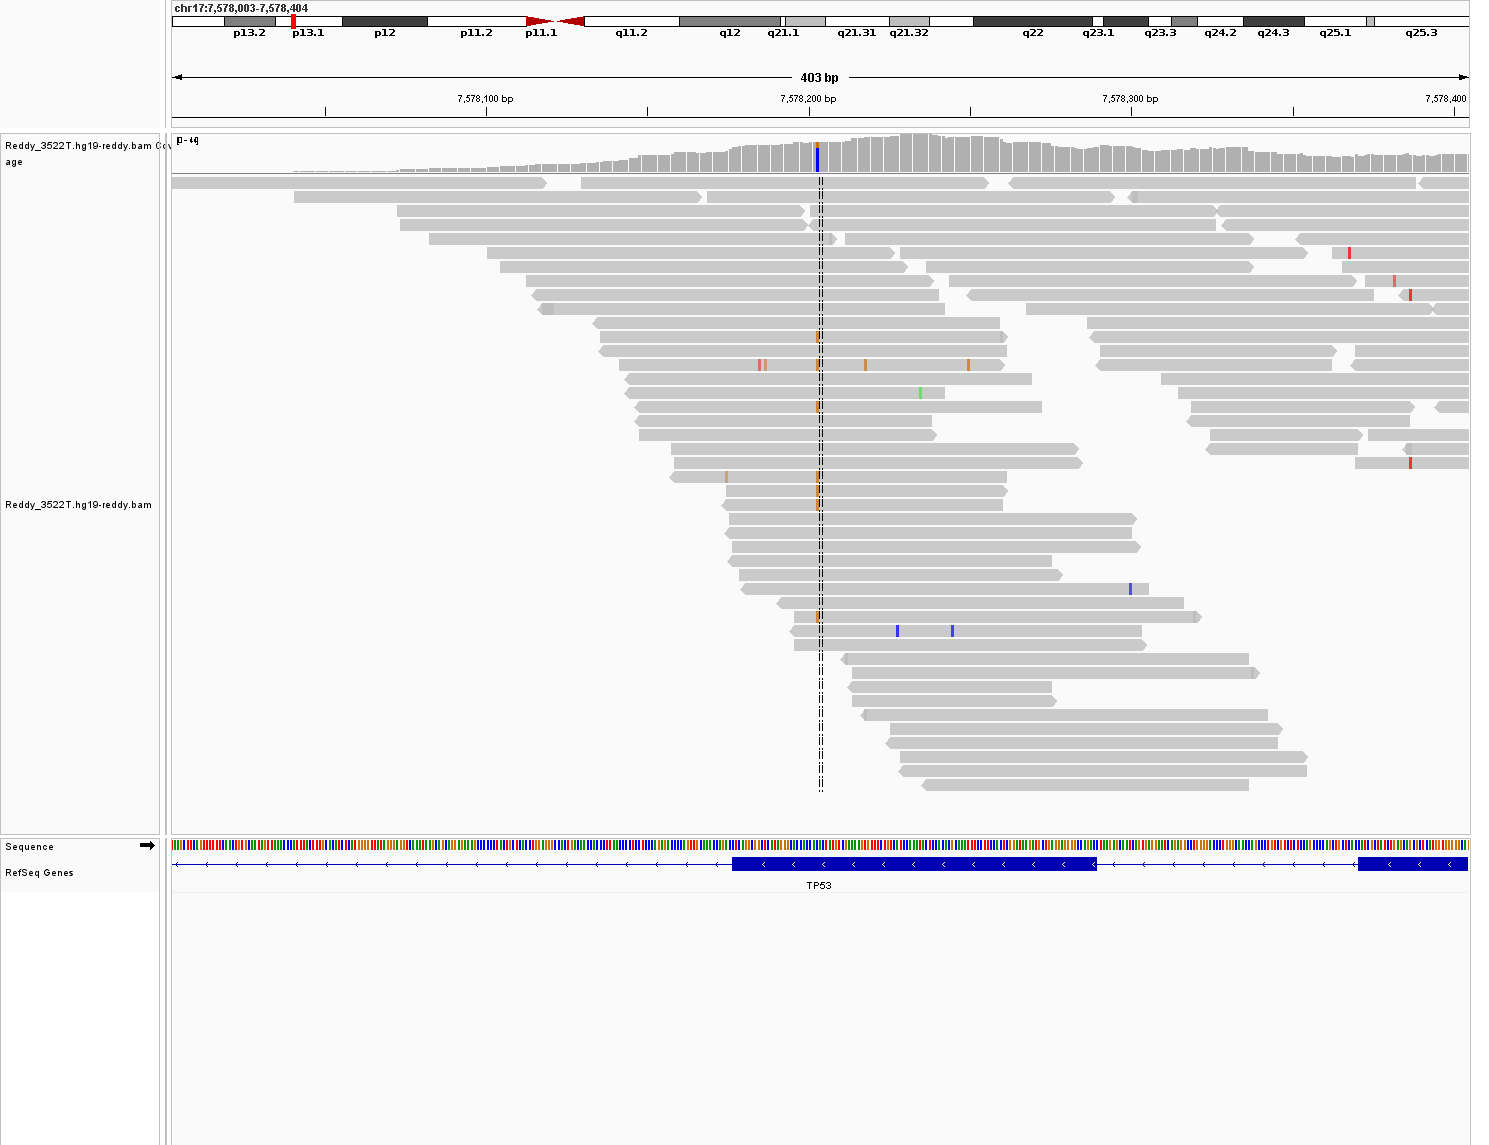 chr17:7,578,003-7,578,404
p13.2 p13.1 p12 p11.2 p11.1 q11.2 q12 q21.1 q21.31 q21.32 q22 q23.1 q23.3 q24.2 q24.3 q25.1 q25.3
403 bp
7,578,100 bp 7,578,200 bp 7,578,300 bp 7,578,400
Reddy_3522T.hg19-reddy.bam Cov
age
Reddy_3522T.hg19-reddy.bam
Sequence
RefSeq Genes
TP53